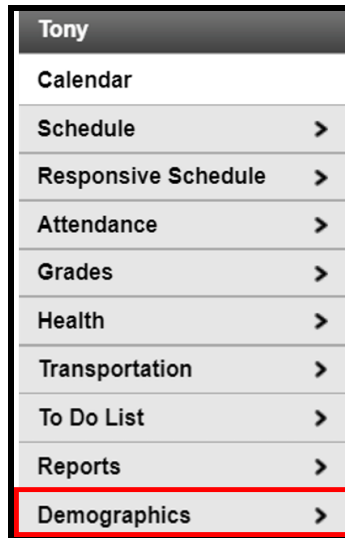 Tony
Calendar
Schedule
Responsive Schedule
Attendance
Grades
Health
Transportation
To Do List
Reports
Demographics